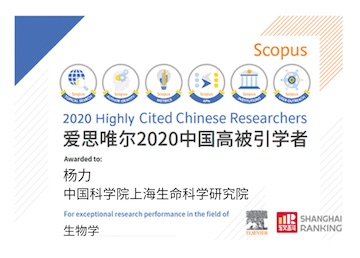 Scopus
2020 Highly Cited Chinese Researchers
爱思唯尔2020中国高被引学者
Awarded to:
杨力
中国科学院上海生命科学研究院
For exceptional research performance in the field of
生物学
ELSEVIER
软科
SHANGHAI
RANKING